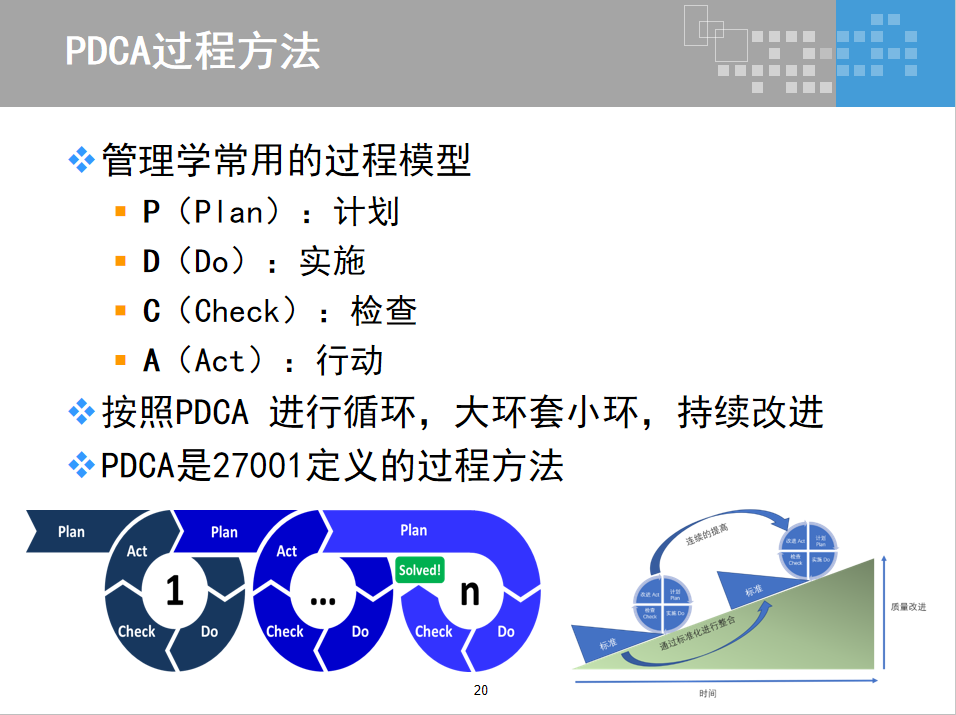 PDCA过程方法
管理学常用的过程模型
P（Plan）：计划
D（Do）：实施
C（Check）：检查
A（Act）：行动
按照PDCA 进行循环，大环套小环，持续改进
PDCA是27001定义的过程方法
Plan
Act
1
Check
Do
Plan
Act
...
Check
Do
Plan
Solved!
n
Check
Do
连续的提高
改进 Act
计划
Plan
检查
Check
实施 Do
改进 Act
计划
Plan
检查
Check
实施 Do
标准
标准
通过标准化进行整合
质量改进
时间
20